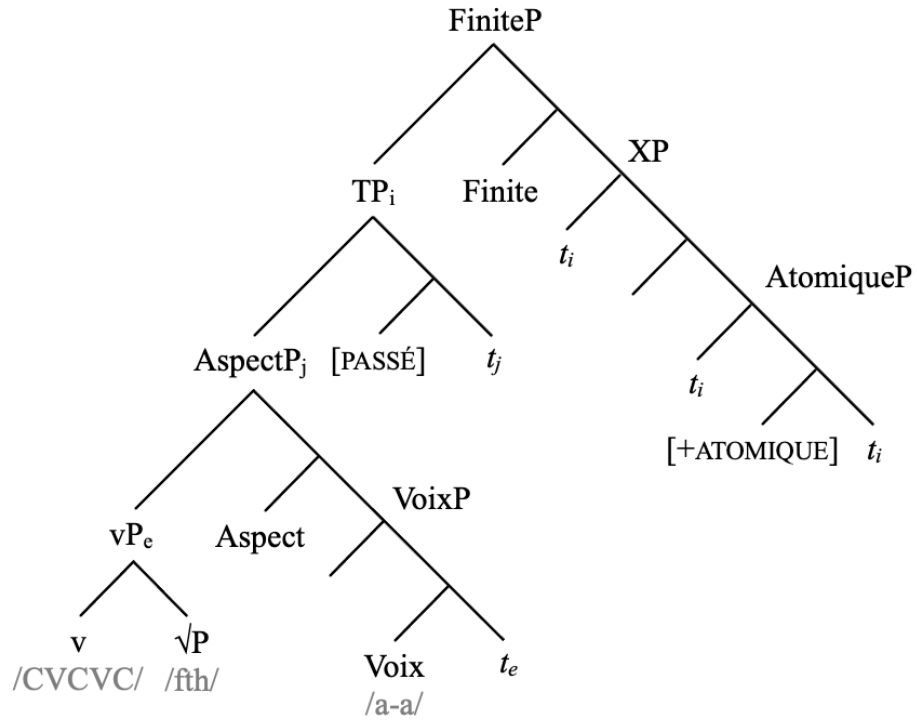 FiniteP
XP
TPᵢ Finite
tᵢ
AtomiqueP
AspectPⱼ [PASSÉ] tⱼ
tᵢ
[+ATOMIQUE] tᵢ
VoixP
vPₑ Aspect
v √P
/CVCVC/ /fth/
Voix tₑ
/a-a/